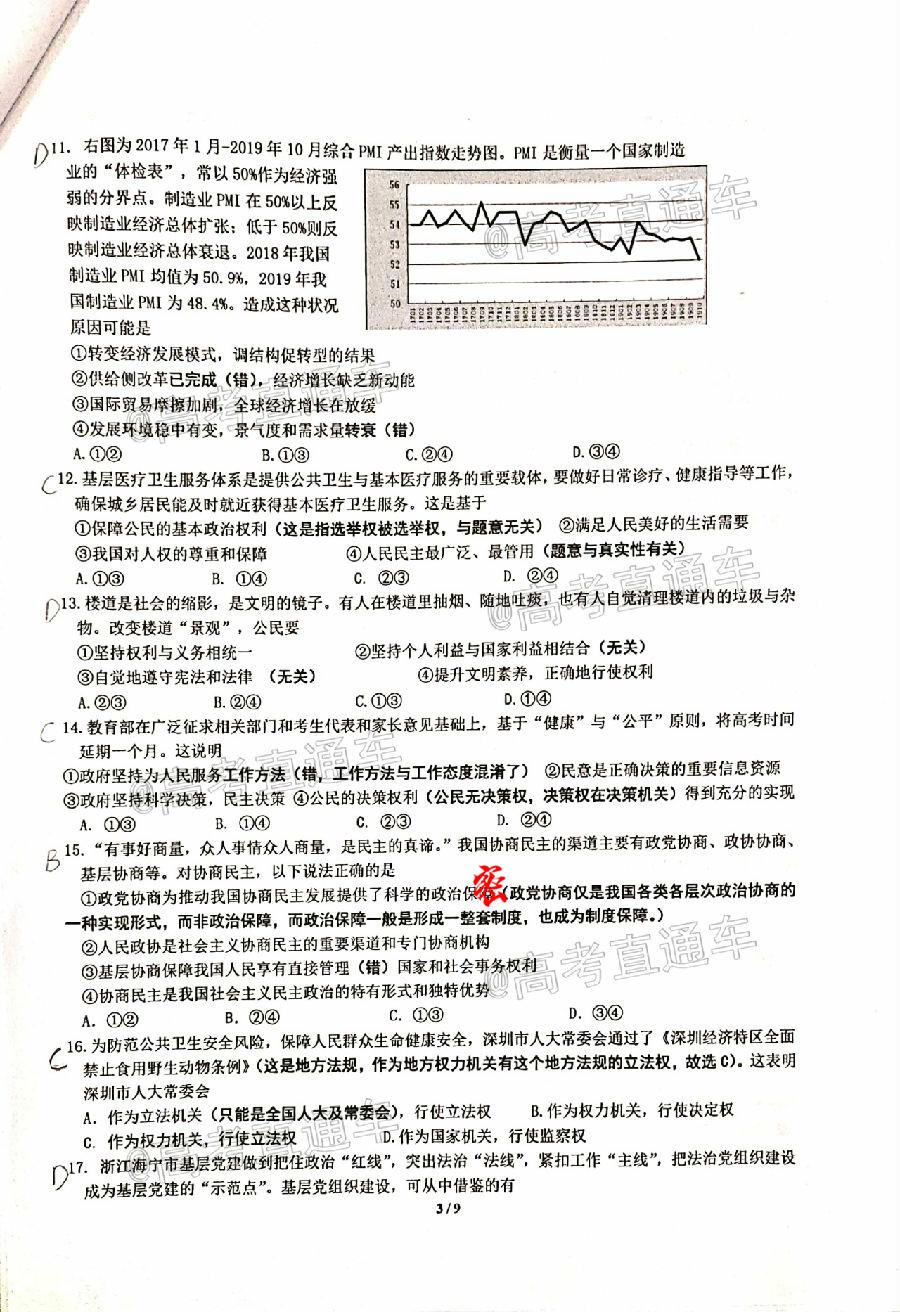 D11. 右图为 2017 年 1 月-2019 年 10 月综合 PMI 产出指数走势图。PMI 是衡量一个国家制造
业的“体检表”，常以 50%作为经济强
弱的分界点。制造业 PMI 在 50%以上反
映制造业经济总体扩张；低于 50%则反
映制造业经济总体衰退。2018 年我国
制造业 PMI 均值为 50.9%，2019 年我
国制造业 PMI 为 48.4%。造成这种状况
原因可能是
56
55
54
53
52
51
50
①转变经济发展模式，调结构促转型的结果
②供给侧改革已完成（错），经济增长缺乏新动能
③国际贸易摩擦加剧，全球经济增长在放缓
④发展环境稳中有变，景气度和需求量转衰（错）
A.①② B.①③ C.②④ D.③④
C12. 基层医疗卫生服务体系是提供公共卫生与基本医疗服务的重要载体，要做好日常诊疗、健康指导等工作，
确保城乡居民能及时就近获得基本医疗卫生服务。这是基于
①保障公民的基本政治权利（这是指选举权被选举权，与题意无关） ②满足人民美好的生活需要
③我国对人权的尊重和保障 ④人民民主最广泛、最管用（题意与真实性有关）
A.①③ B. ①④ C. ②③ D. ②④
D13. 楼道是社会的缩影，是文明的镜子。有人在楼道里抽烟、随地吐痰，也有人自觉清理楼道内的垃圾与杂
物。改变楼道“景观”，公民要
①坚持权利与义务相统一 ②坚持个人利益与国家利益相结合（无关）
③自觉地遵守宪法和法律 （无关） ④提升文明素养，正确地行使权利
A.②③ B.②④ C.①③ D.①④
C14. 教育部在广泛征求相关部门和考生代表和家长意见基础上，基于“健康”与“公平”原则，将高考时间
延期一个月。这说明
①政府坚持为人民服务工作方法（错，工作方法与工作态度混淆了） ②民意是正确决策的重要信息资源
③政府坚持科学决策，民主决策 ④公民的决策权利（公民无决策权，决策权在决策机关）得到充分的实现
A. ①③ B. ①④ C. ②③ D. ②④
B15. “有事好商量，众人事情众人商量，是民主的真谛。”我国协商民主的渠道主要有政党协商、政协协商、
基层协商等。对协商民主，以下说法正确的是
①政党协商为推动我国协商民主发展提供了科学的政治保 密（政党协商仅是我国各类各层次政治协商的
一种实现形式，而非政治保障，而政治保障一般是形成一整套制度，也成为制度保障。）
②人民政协是社会主义协商民主的重要渠道和专门协商机构
③基层协商保障我国人民享有直接管理（错）国家和社会事务权利
④协商民主是我国社会主义民主政治的特有形式和独特优势
A. ①② B. ②④ C.①③ D. ③④
C16. 为防范公共卫生安全风险，保障人民群众生命健康安全，深圳市人大常委会通过了《深圳经济特区全面
禁止食用野生动物条例》（这是地方法规，作为地方权力机关有这个地方法规的立法权，故选 C）。这表明
深圳市人大常委会
A. 作为立法机关（只能是全国人大及常委会），行使立法权 B.作为权力机关，行使决定权
C. 作为权力机关，行使立法权 D.作为国家机关，行使监察权
D17. 浙江海宁市基层党建做到把住政治“红线”，突出法治“法线”，紧扣工作“主线”，把法治党组织建设
成为基层党建的“示范点”。基层党组织建设，可从中借鉴的有
3/9
@高考直通车
@高考直通车
@高考直通车
@高考直通车
@高考直通车
@高考直通车